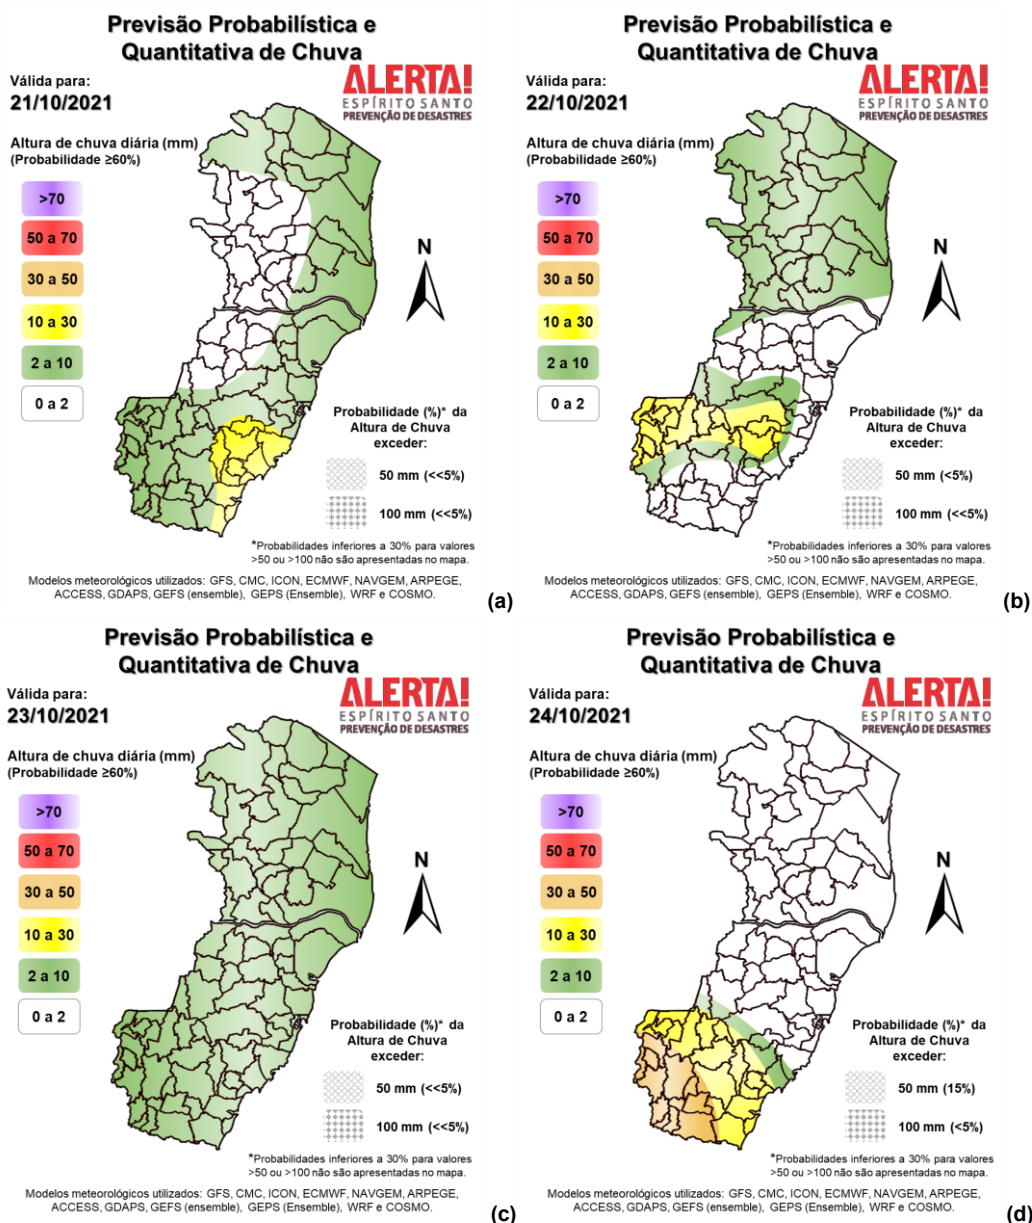 Previsão Probabilística e
Quantitativa de Chuva
Válida para:
21/10/2021
ALERTA!
ESPÍRITO SANTO
PREVENÇÃO DE DESASTRES
Altura de chuva diária (mm)
(Probabilidade ≥60%)
>70
50 a 70
30 a 50
10 a 30
2 a 10
0 a 2
N
Probabilidade (%)* da
Altura de Chuva
exceder:
50 mm (<<5%)
100 mm (<<5%)
*Probabilidades inferiores a 30% para valores
>50 ou >100 não são apresentadas no mapa.
Modelos meteorológicos utilizados: GFS, CMC, ICON, ECMWF, NAVGEM, ARPEGE,
ACCESS, GDAPS, GEFS (ensemble), GEPS (Ensemble), WRF e COSMO.
(a)
Previsão Probabilística e
Quantitativa de Chuva
Válida para:
22/10/2021
ALERTA!
ESPÍRITO SANTO
PREVENÇÃO DE DESASTRES
Altura de chuva diária (mm)
(Probabilidade ≥60%)
>70
50 a 70
30 a 50
10 a 30
2 a 10
0 a 2
N
Probabilidade (%)* da
Altura de Chuva
exceder:
50 mm (<5%)
100 mm (<<5%)
*Probabilidades inferiores a 30% para valores
>50 ou >100 não são apresentadas no mapa.
Modelos meteorológicos utilizados: GFS, CMC, ICON, ECMWF, NAVGEM, ARPEGE,
ACCESS, GDAPS, GEFS (ensemble), GEPS (Ensemble), WRF e COSMO.
(b)
Previsão Probabilística e
Quantitativa de Chuva
Válida para:
23/10/2021
ALERTA!
ESPÍRITO SANTO
PREVENÇÃO DE DESASTRES
Altura de chuva diária (mm)
(Probabilidade ≥60%)
>70
50 a 70
30 a 50
10 a 30
2 a 10
0 a 2
N
Probabilidade (%)* da
Altura de Chuva
exceder:
50 mm (<<5%)
100 mm (<<5%)
*Probabilidades inferiores a 30% para valores
>50 ou >100 não são apresentadas no mapa.
Modelos meteorológicos utilizados: GFS, CMC, ICON, ECMWF, NAVGEM, ARPEGE,
ACCESS, GDAPS, GEFS (ensemble), GEPS (Ensemble), WRF e COSMO.
(c)
Previsão Probabilística e
Quantitativa de Chuva
Válida para:
24/10/2021
ALERTA!
ESPÍRITO SANTO
PREVENÇÃO DE DESASTRES
Altura de chuva diária (mm)
(Probabilidade ≥60%)
>70
50 a 70
30 a 50
10 a 30
2 a 10
0 a 2
N
Probabilidade (%)* da
Altura de Chuva
exceder:
50 mm (15%)
100 mm (<5%)
*Probabilidades inferiores a 30% para valores
>50 ou >100 não são apresentadas no mapa.
Modelos meteorológicos utilizados: GFS, CMC, ICON, ECMWF, NAVGEM, ARPEGE,
ACCESS, GDAPS, GEFS (ensemble), GEPS (Ensemble), WRF e COSMO.
(d)